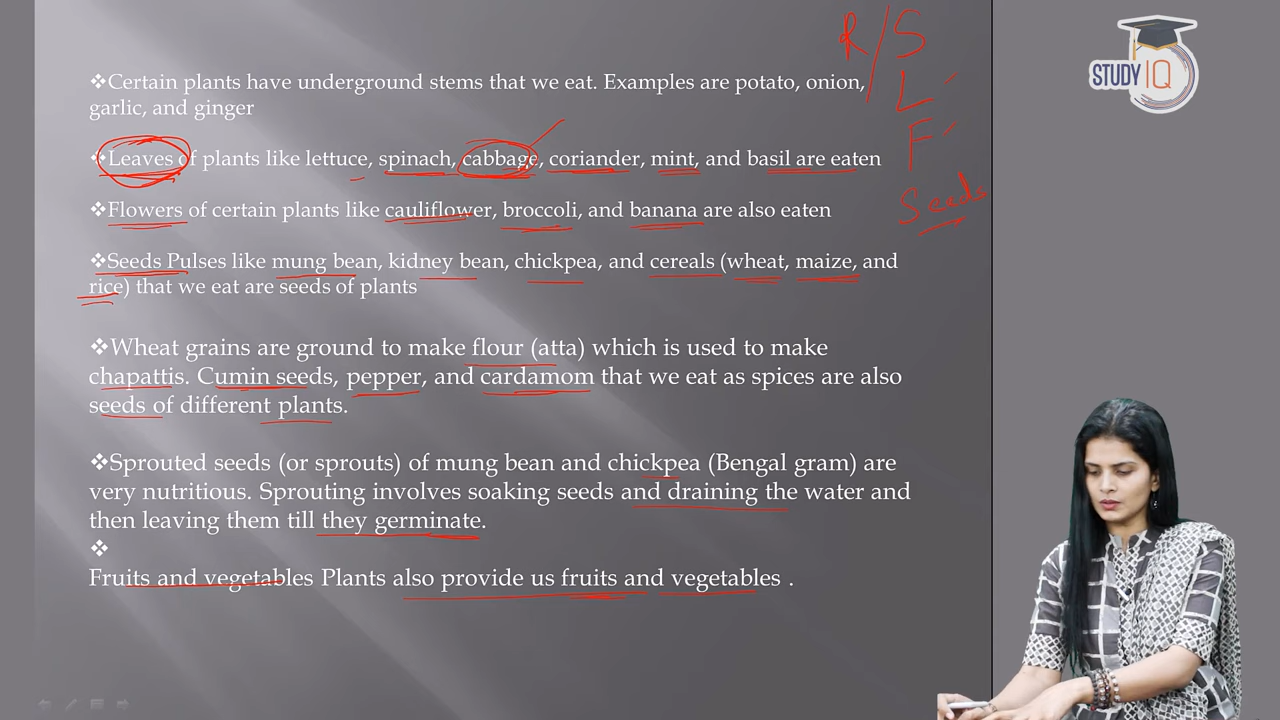 R/S
L
F
Seeds
STUDY IQ
❖Certain plants have underground stems that we eat. Examples are potato, onion,
garlic, and ginger
❖Leaves of plants like lettuce, spinach, cabbage, coriander, mint, and basil are eaten
❖Flowers of certain plants like cauliflower, broccoli, and banana are also eaten
❖Seeds Pulses like mung bean, kidney bean, chickpea, and cereals (wheat, maize, and
rice) that we eat are seeds of plants
❖Wheat grains are ground to make flour (atta) which is used to make
chapattis. Cumin seeds, pepper, and cardamom that we eat as spices are also
seeds of different plants.
❖Sprouted seeds (or sprouts) of mung bean and chickpea (Bengal gram) are
very nutritious. Sprouting involves soaking seeds and draining the water and
then leaving them till they germinate.
❖
Fruits and vegetables Plants also provide us fruits and vegetables .